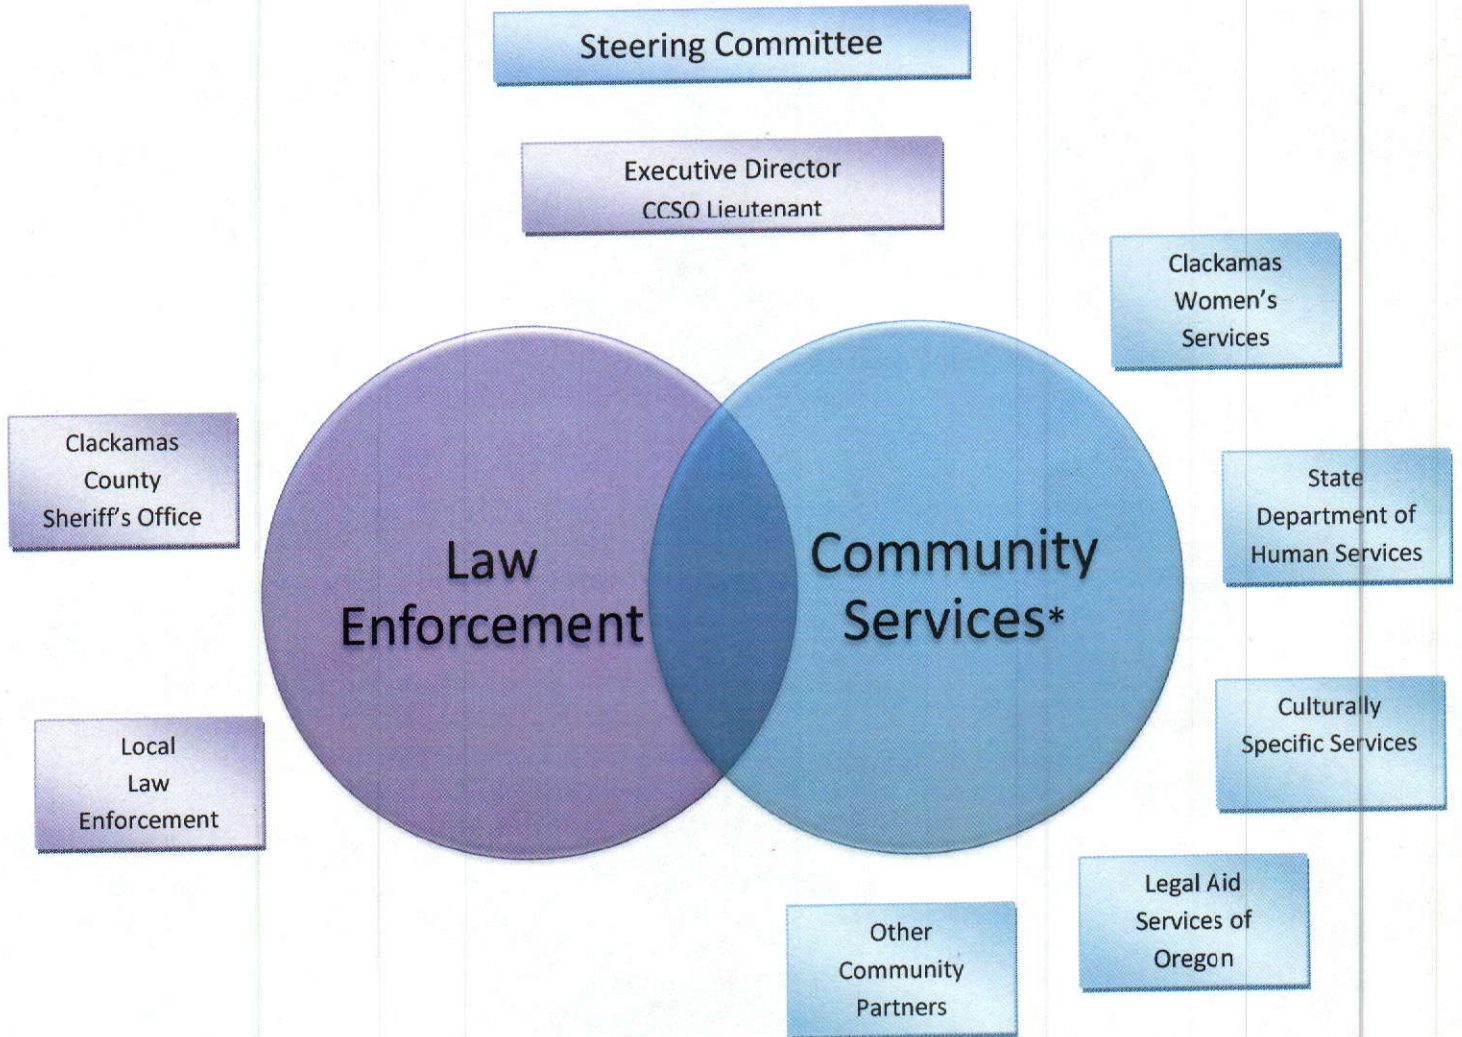 Steering Committee
Executive Director
CCSO Lieutenant
Clackamas
Women's
Services
Clackamas
County
Sheriff's Office
State
Department of
Human Services
Law
Enforcement
Community
Services*
Culturally
Specific Services
Local
Law
Enforcement
Legal Aid
Services of
Oregon
Other
Community
Partners